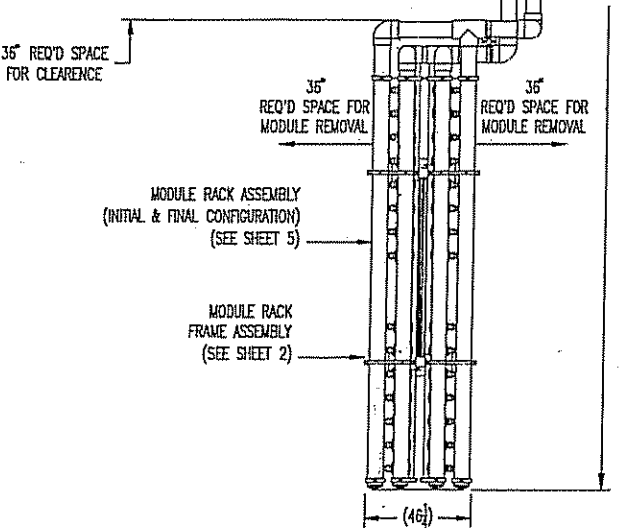 36" REQ'D SPACE
FOR CLEARENCE
36"
REQ'D SPACE FOR
MODULE REMOVAL
36"
REQ'D SPACE FOR
MODULE REMOVAL
MODULE RACK ASSEMBLY
(INITIAL & FINAL CONFIGURATION)
(SEE SHEET 5)
MODULE RACK
FRAME ASSEMBLY
(SEE SHEET 2)